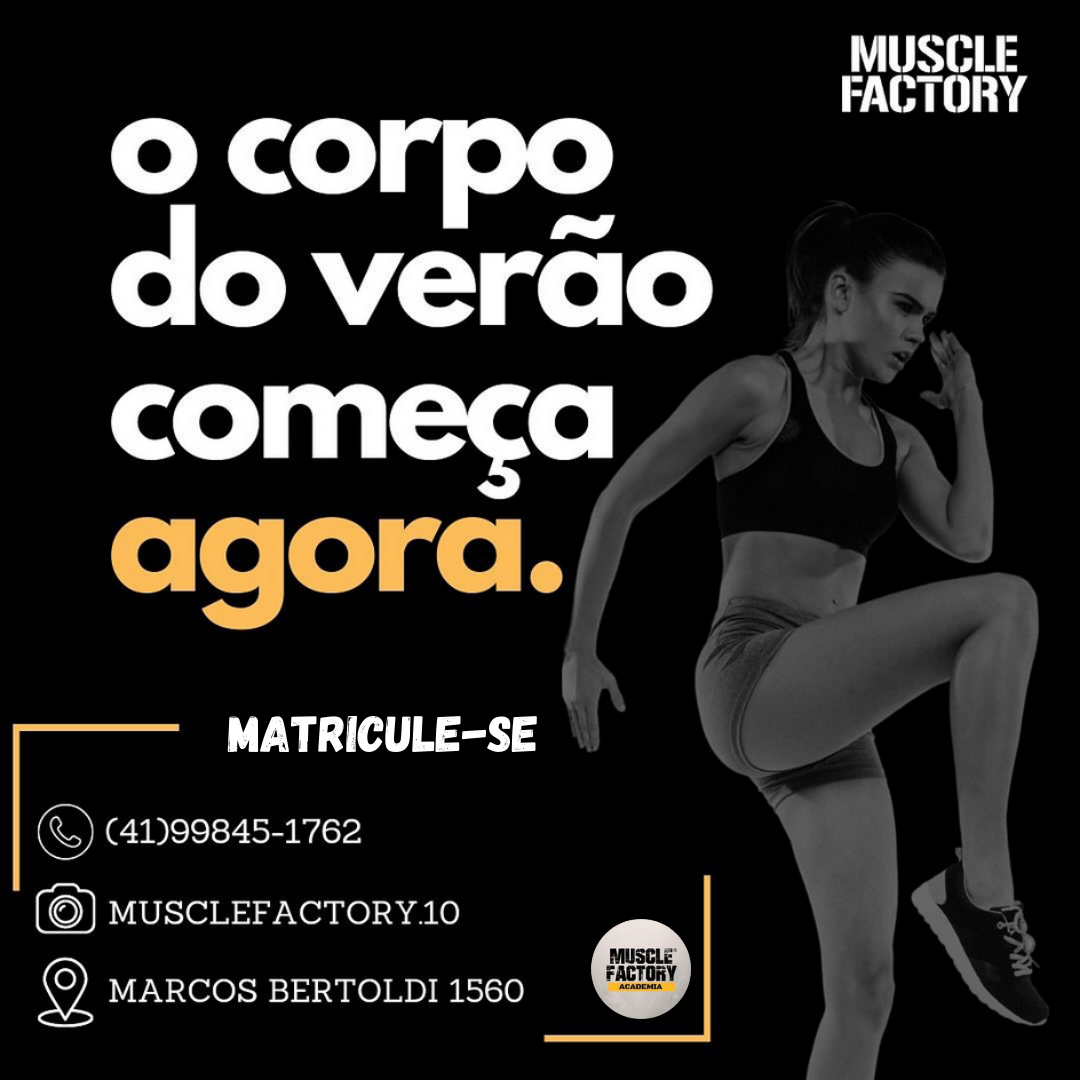 MUSCLE
FACTORY
o corpo
do verão
começa
agora.
MATRICULE-SE
(41)99845-1762
MUSCLEFACTORY.10
MARCOS BERTOLDI 1560
MUSCLE
FACTORY
ACADEMIA